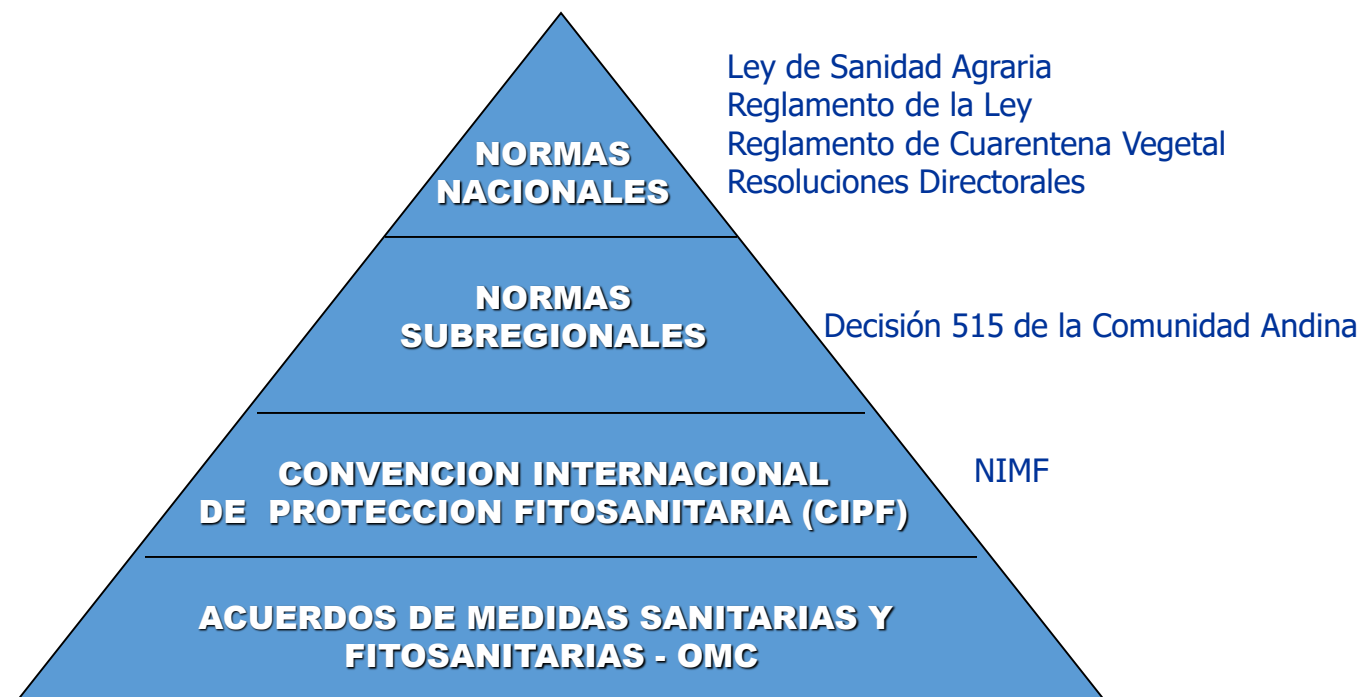 Ley de Sanidad Agraria
Reglamento de la Ley
Reglamento de Cuarentena Vegetal
Resoluciones Directorales
NORMAS
NACIONALES
NORMAS
SUBREGIONALES
Decisión 515 de la Comunidad Andina
CONVENCION INTERNACIONAL
DE PROTECCION FITOSANITARIA (CIPF)
NIMF
ACUERDOS DE MEDIDAS SANITARIAS Y
FITOSANITARIAS - OMC